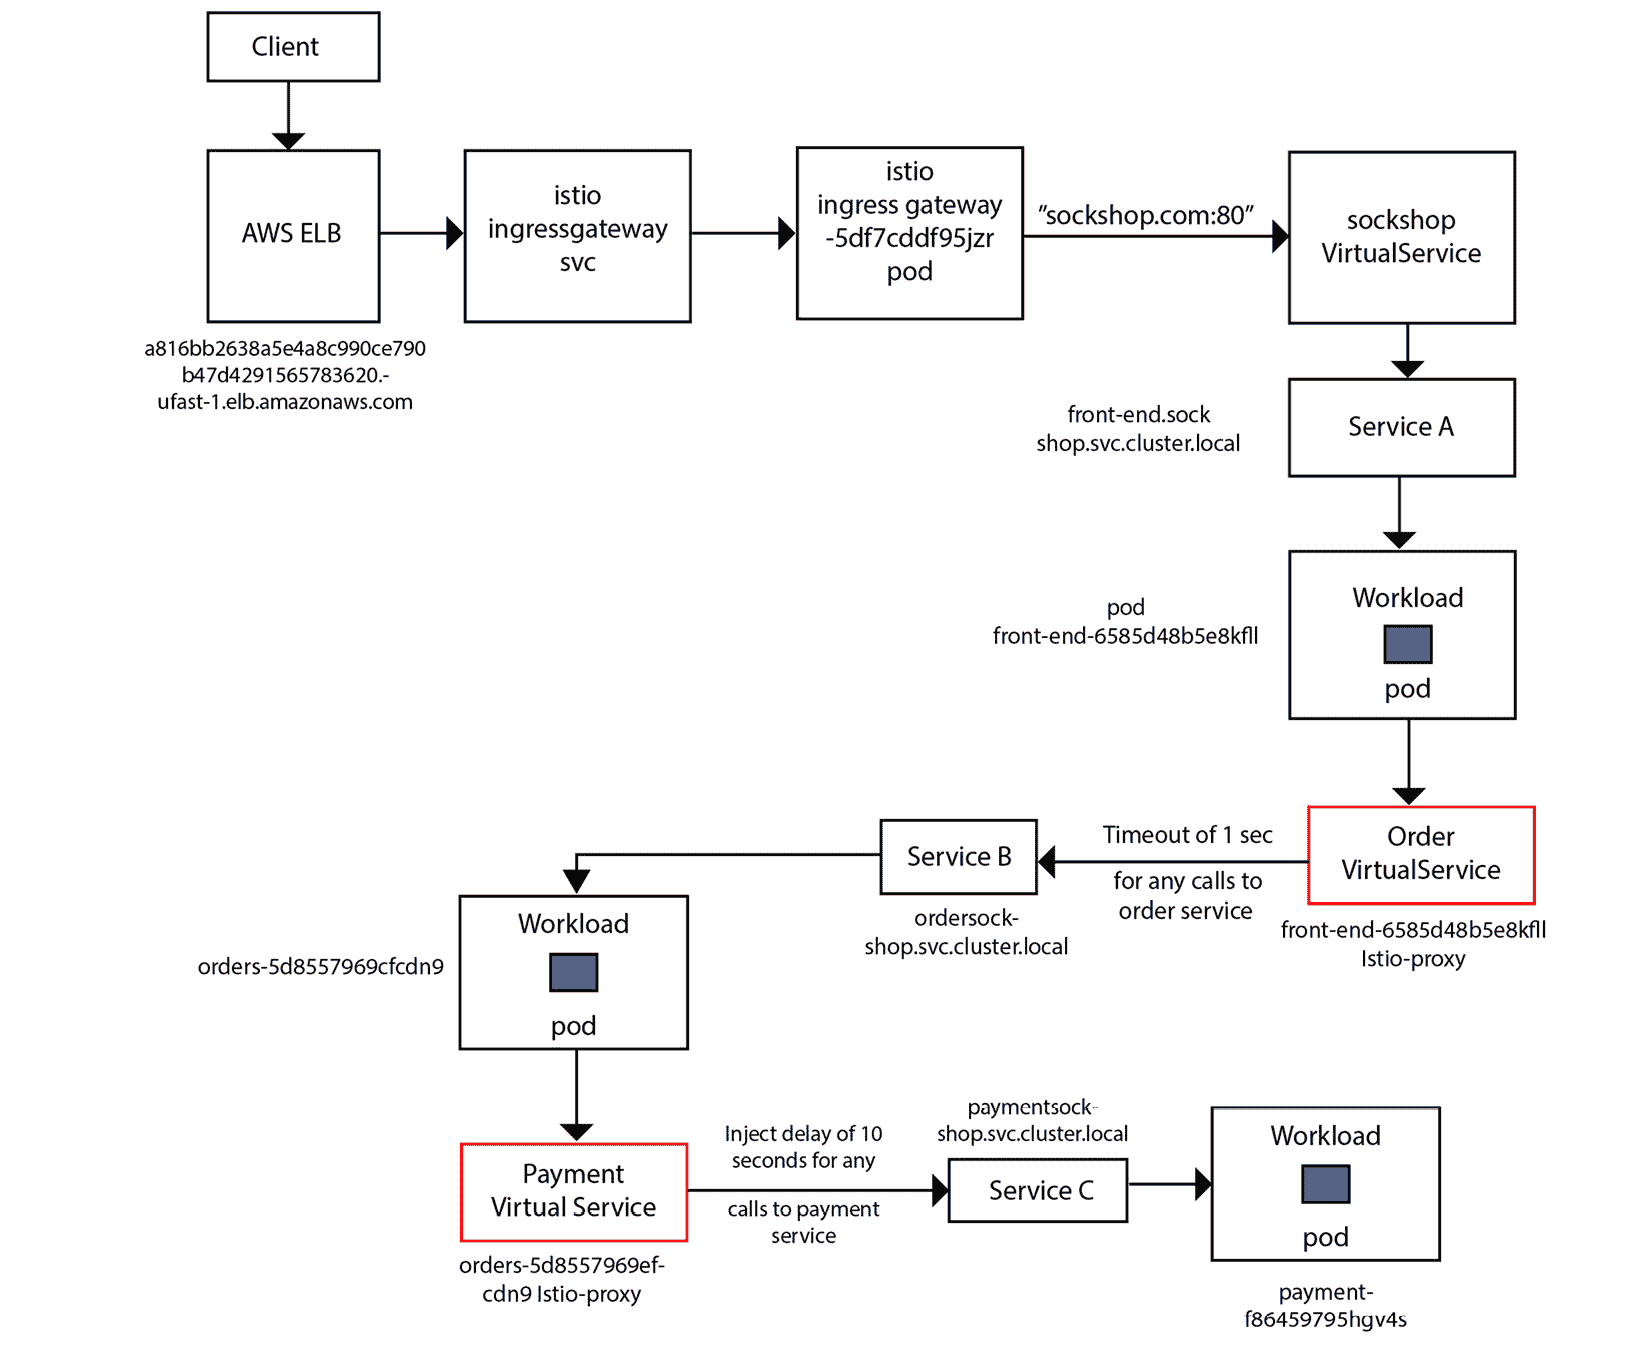 Client
AWS ELB
a816bb2638a5e4a8c990ce790
b47d4291565783620.-
ufast-1.elb.amazonaws.com
istio
ingressgateway
svc
istio
ingress gateway
-5df7cddf95jzr
pod
”sockshop.com:80”
sockshop
VirtualService
front-end.sock
shop.svc.cluster.local
Service A
pod
front-end-6585d48b5e8kfll
Workload
pod
Order
VirtualService
front-end-6585d48b5e8kfll
Istio-proxy
Timeout of 1 sec
for any calls to
order service
Service B
ordersock-
shop.svc.cluster.local
orders-5d8557969cfcdn9
Workload
pod
Payment
Virtual Service
orders-5d8557969ef-
cdn9 Istio-proxy
Inject delay of 10
seconds for any
calls to payment
service
paymentsock-
shop.svc.cluster.local
Service C
Workload
pod
payment-
f86459795hgv4s